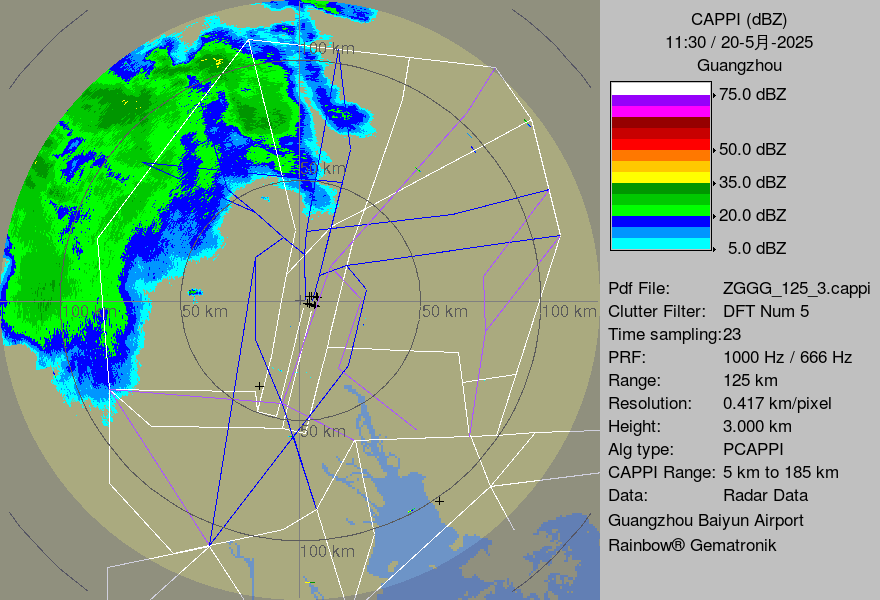 CAPPI (dBZ)
11:30 / 20-5月-2025
Guangzhou
75.0 dBZ
50.0 dBZ
35.0 dBZ
20.0 dBZ
5.0 dBZ
Pdf File: ZGGG_125_3.cappi
Clutter Filter: DFT Num 5
Time sampling:23
PRF: 1000 Hz / 666 Hz
Range: 125 km
Resolution: 0.417 km/pixel
Height: 3.000 km
Alg type: PCAPPI
CAPPI Range: 5 km to 185 km
Data: Radar Data
Guangzhou Baiyun Airport
Rainbow® Gematronik
100 km
50 km
100 km 50 km 50 km 100 km
50 km
100 km